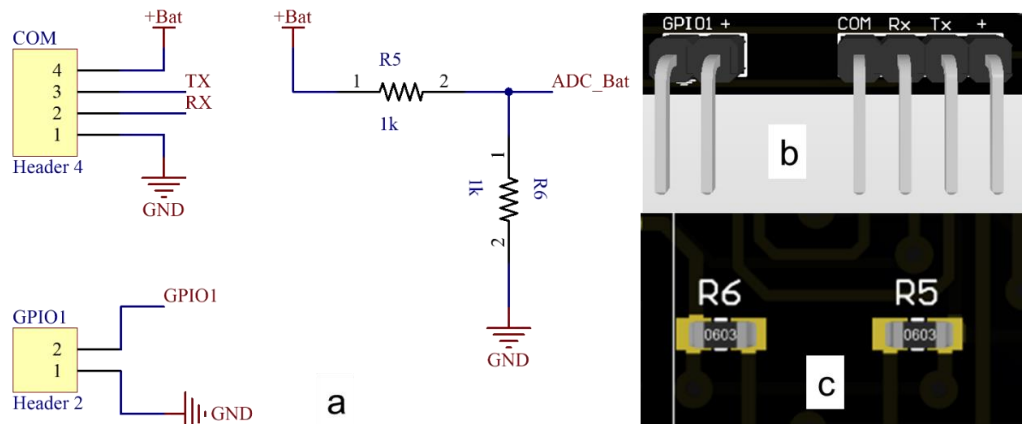 +Bat
COM
4
3
2
1
TX
RX
Header 4
GND
GPIO1
2
1
GPIO1
Header 2
GND
+Bat
R5
1
2
1k
ADC_Bat
1
1k
R6
2
GND
a
GPIO1 +
COM Rx Tx +
b
R6
R5
0603
0603
c